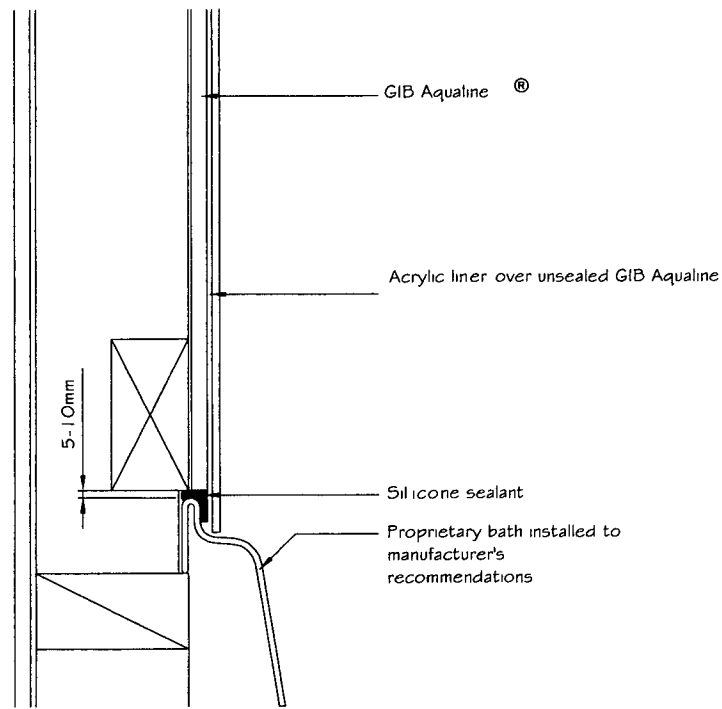 GIB Aqualine ®
Acrylic liner over unsealed GIB Aqualine
5-10mm
Silicone sealant
Proprietary bath installed to
manufacturer's
recommendations